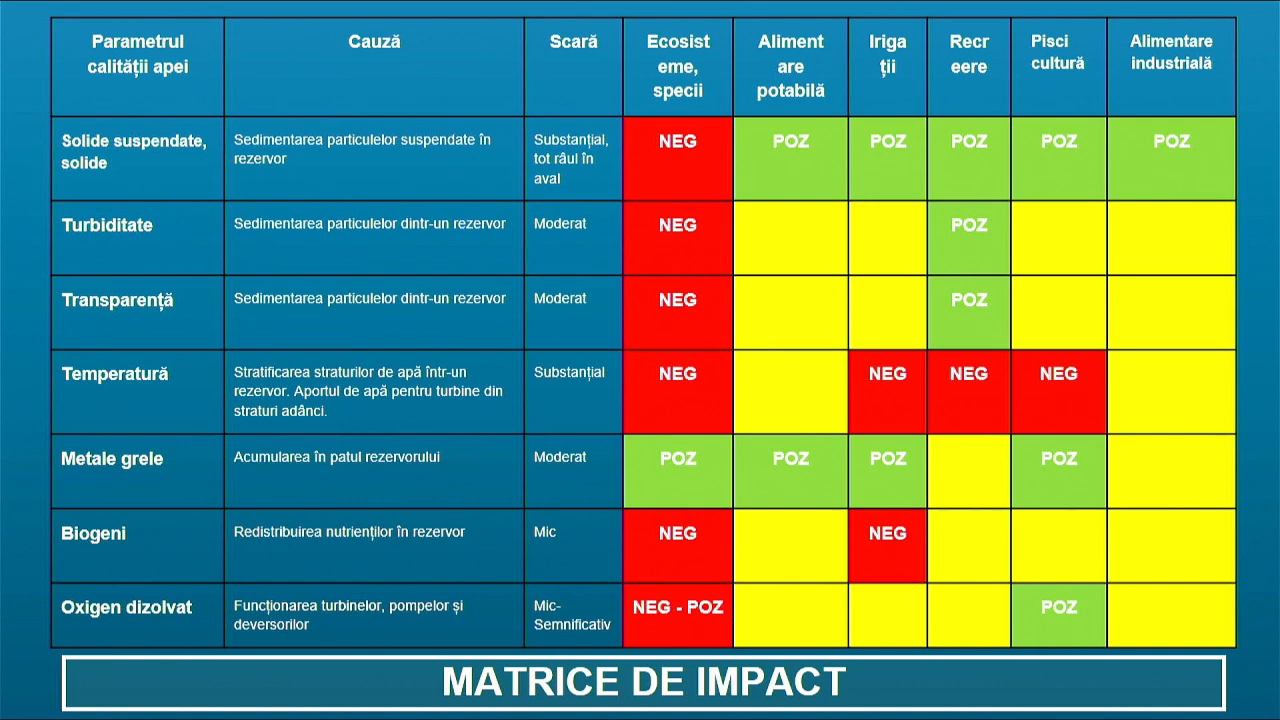 Parametrul
calității apei
Cauză
Scară
Ecosist
eme,
specii
Aliment
are
potabilă
Iriga
ții
Recr
eere
Pisci
cultură
Alimentare
industrială
Solide suspendate,
solide
Sedimentarea particulelor suspendate în
rezervor
Substanțial,
tot râul în
aval
NEG
POZ
POZ
POZ
POZ
POZ
Turbiditate
Sedimentarea particulelor dintr-un rezervor
Moderat
NEG
POZ
Transparență
Sedimentarea particulelor dintr-un rezervor
Moderat
NEG
POZ
Temperatură
Stratificarea straturilor de apă într-un
rezervor. Aportul de apă pentru turbine din
straturi adânci.
Substanțial
NEG
NEG
NEG
NEG
Metale grele
Acumularea în patul rezervorului
Moderat
POZ
POZ
POZ
POZ
Biogeni
Redistribuirea nutrienților în rezervor
Mic
NEG
NEG
Oxigen dizolvat
Funcționarea turbinelor, pompelor și
deversorilor
Mic-
Semnificativ
NEG - POZ
POZ
MATRICE DE IMPACT